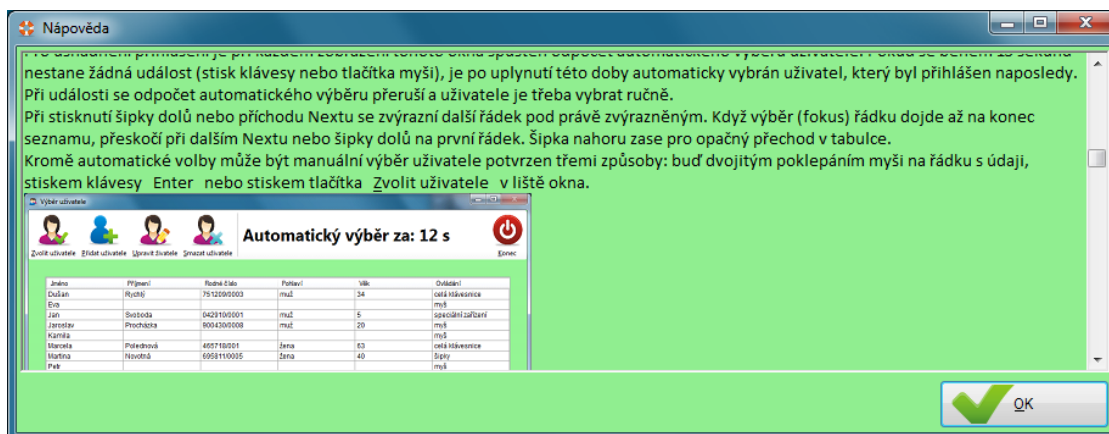 Nápověda
nestane žádná událost (stisk klávesy nebo tlačítka myši), je po uplynutí této doby automaticky vybrán uživatel, který byl přihlášen naposledy.
Při události se odpočet automatického výběru přeruší a uživatele je třeba vybrat ručně.
Při stisknutí šipky dolů nebo příchodu Nextu se zvýrazní další řádek pod právě zvýrazněným. Když výběr (fokus) řádku dojde až na konec
seznamu, přeskočí při dalším Nextu nebo šipky dolů na první řádek. Šipka nahoru zase pro opačný přechod v tabulce.
Kromě automatické volby může být manuální výběr uživatele potvrzen třemi způsoby: buď dvojitým poklepáním myši na řádku s údaji,
stiskem klávesy Enter nebo stiskem tlačítka Zvolit uživatele v liště okna.
Výběr uživatele
Automatický výběr za: 12 s
Zvolit uživatele Přidat uživatele Upravit živatele Smazat uživatele Konec
Jméno Příjmení Rodné číslo Pohlaví Věk Ovládání
Dušan Rychlý 751209/0003 muž 34 celá klávesnice
Eva myš
Jan Svoboda 042910/0001 muž 5 speciální zařízení
Jaroslav Procházka 900430/0008 muž 20 myš
Kamila myš
Marcela Polednová 465718/001 žena 63 celá klávesnice
Martina Novotná 695811/0005 žena 40 šipky
Petr myš
OK